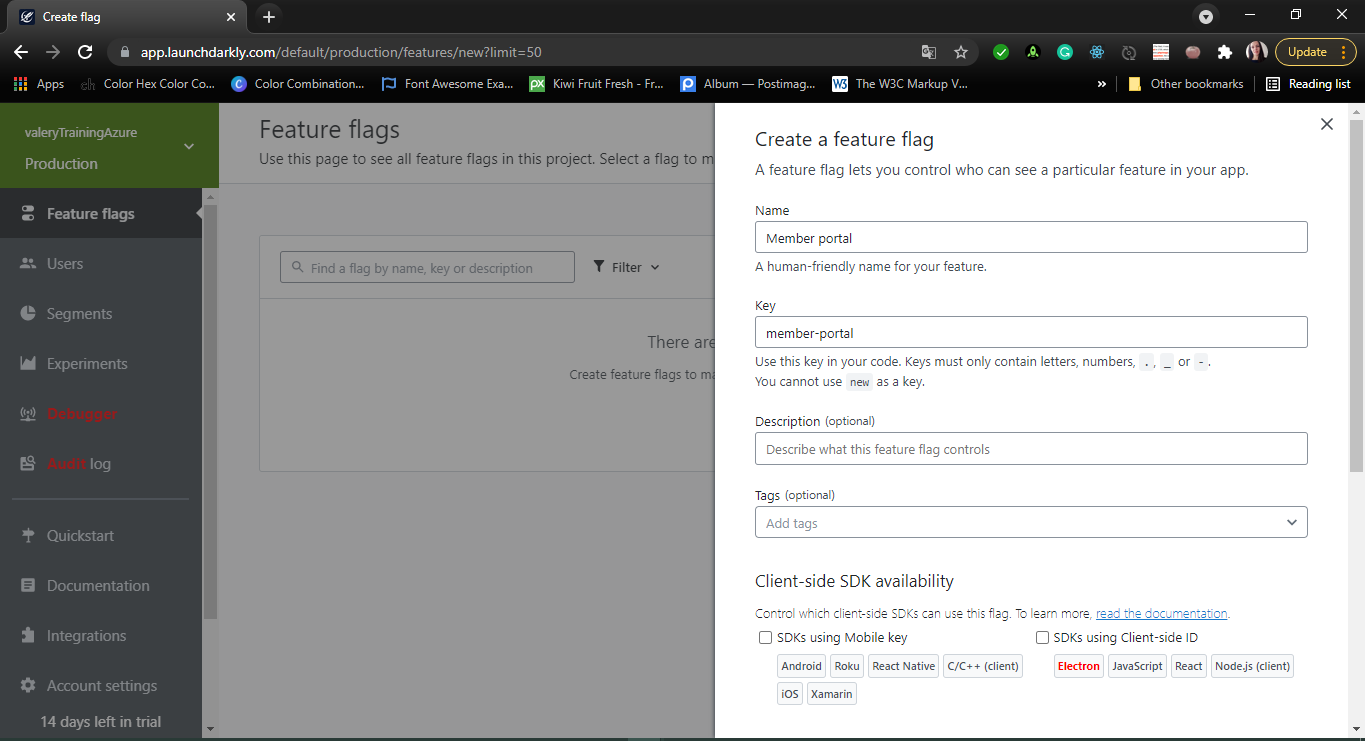 Create flag
app.launchdarkly.com/default/production/features/new?limit=50
Update
Apps
Color Hex Color Co...
Color Combination...
Font Awesome Exa...
Kiwi Fruit Fresh - Fr...
Album — Postimag...
The W3C Markup V...
»
Other bookmarks
Reading list
valeryTrainingAzure
Production
Feature flags
Users
Segments
Experiments
Debugger
Audit log
Quickstart
Documentation
Integrations
Account settings
14 days left in trial
Feature flags
Use this page to see all feature flags in this project. Select a flag to m
Find a flag by name, key or description
Filter
There are
Create feature flags to ma
Create a feature flag
A feature flag lets you control who can see a particular feature in your app.
Name
Member portal
A human-friendly name for your feature.
Key
member-portal
Use this key in your code. Keys must only contain letters, numbers, . , _ or - .
You cannot use new as a key.
Description (optional)
Describe what this feature flag controls
Tags (optional)
Add tags
Client-side SDK availability
Control which client-side SDKs can use this flag. To learn more, read the documentation.
SDKs using Mobile key
Android Roku React Native C/C++ (client)
iOS Xamarin
SDKs using Client-side ID
Electron JavaScript React Node.js (client)